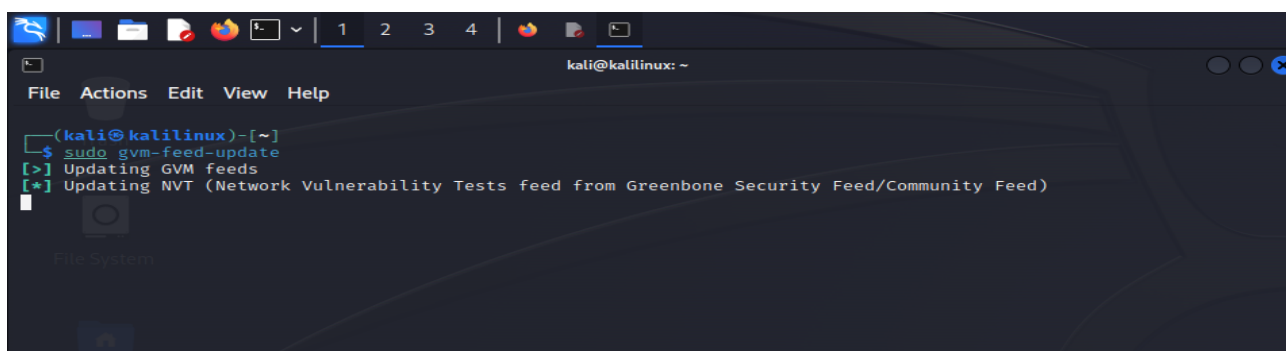 1 2 3 4
kali@kalilinux: ~
File Actions Edit View Help
┌──(kali㉿kalilinux)-[~]
└─$ sudo gvm-feed-update
[>] Updating GVM feeds
[*] Updating NVT (Network Vulnerability Tests feed from Greenbone Security Feed/Community Feed)
File System